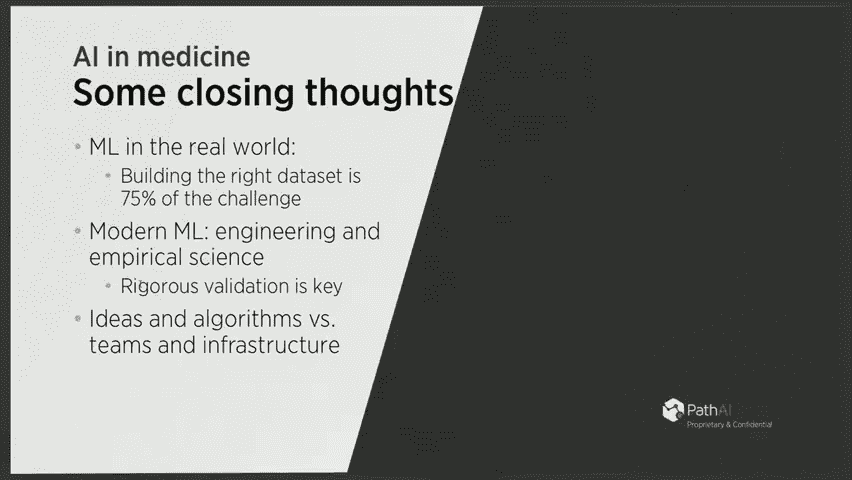 AI in medicine
Some closing thoughts
ML in the real world:
Building the right dataset is
75% of the challenge
Modern ML: engineering and
empirical science
Rigorous validation is key
Ideas and algorithms vs.
teams and infrastructure
PathAI
Proprietary & Confidential